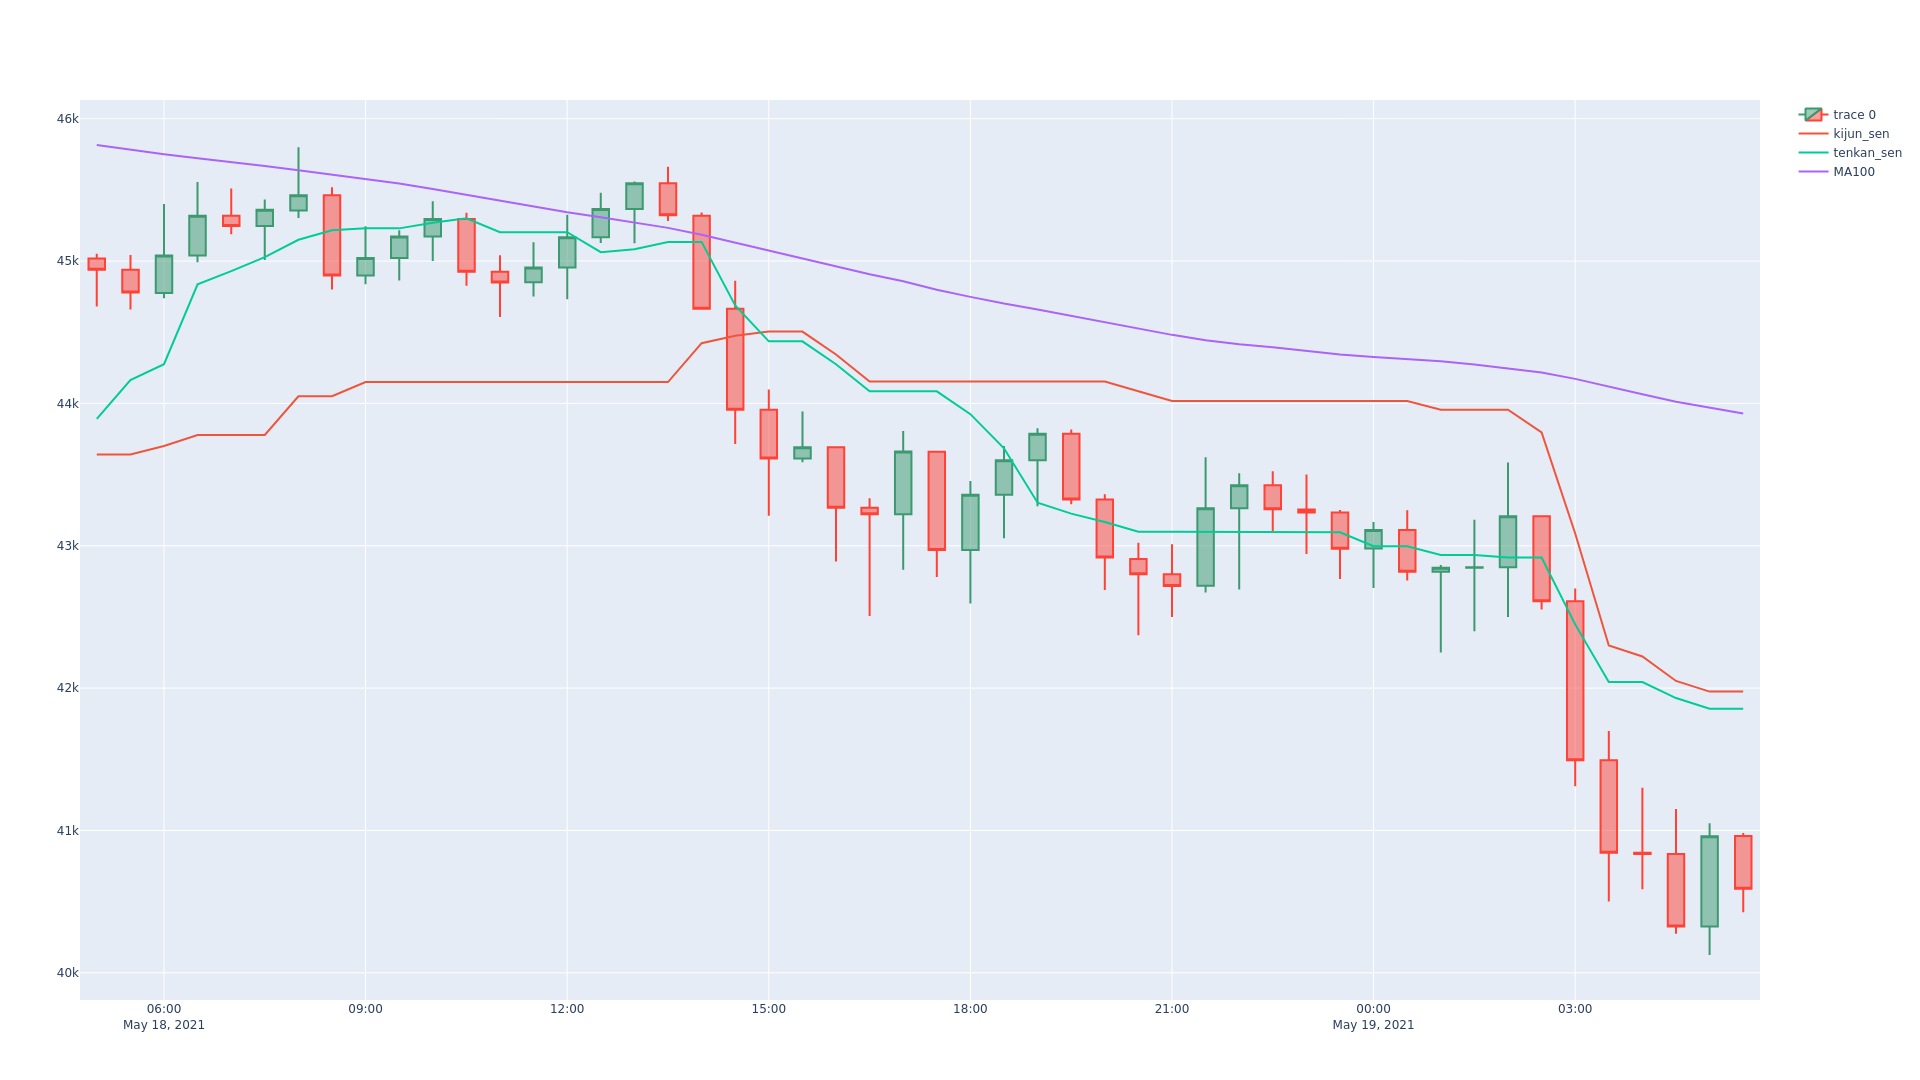 46k
45k
44k
43k
42k
41k
40k
06:00
May 18, 2021
09:00
12:00
15:00
18:00
21:00
00:00
May 19, 2021
03:00
trace 0
kijun_sen
tenkan_sen
MA100